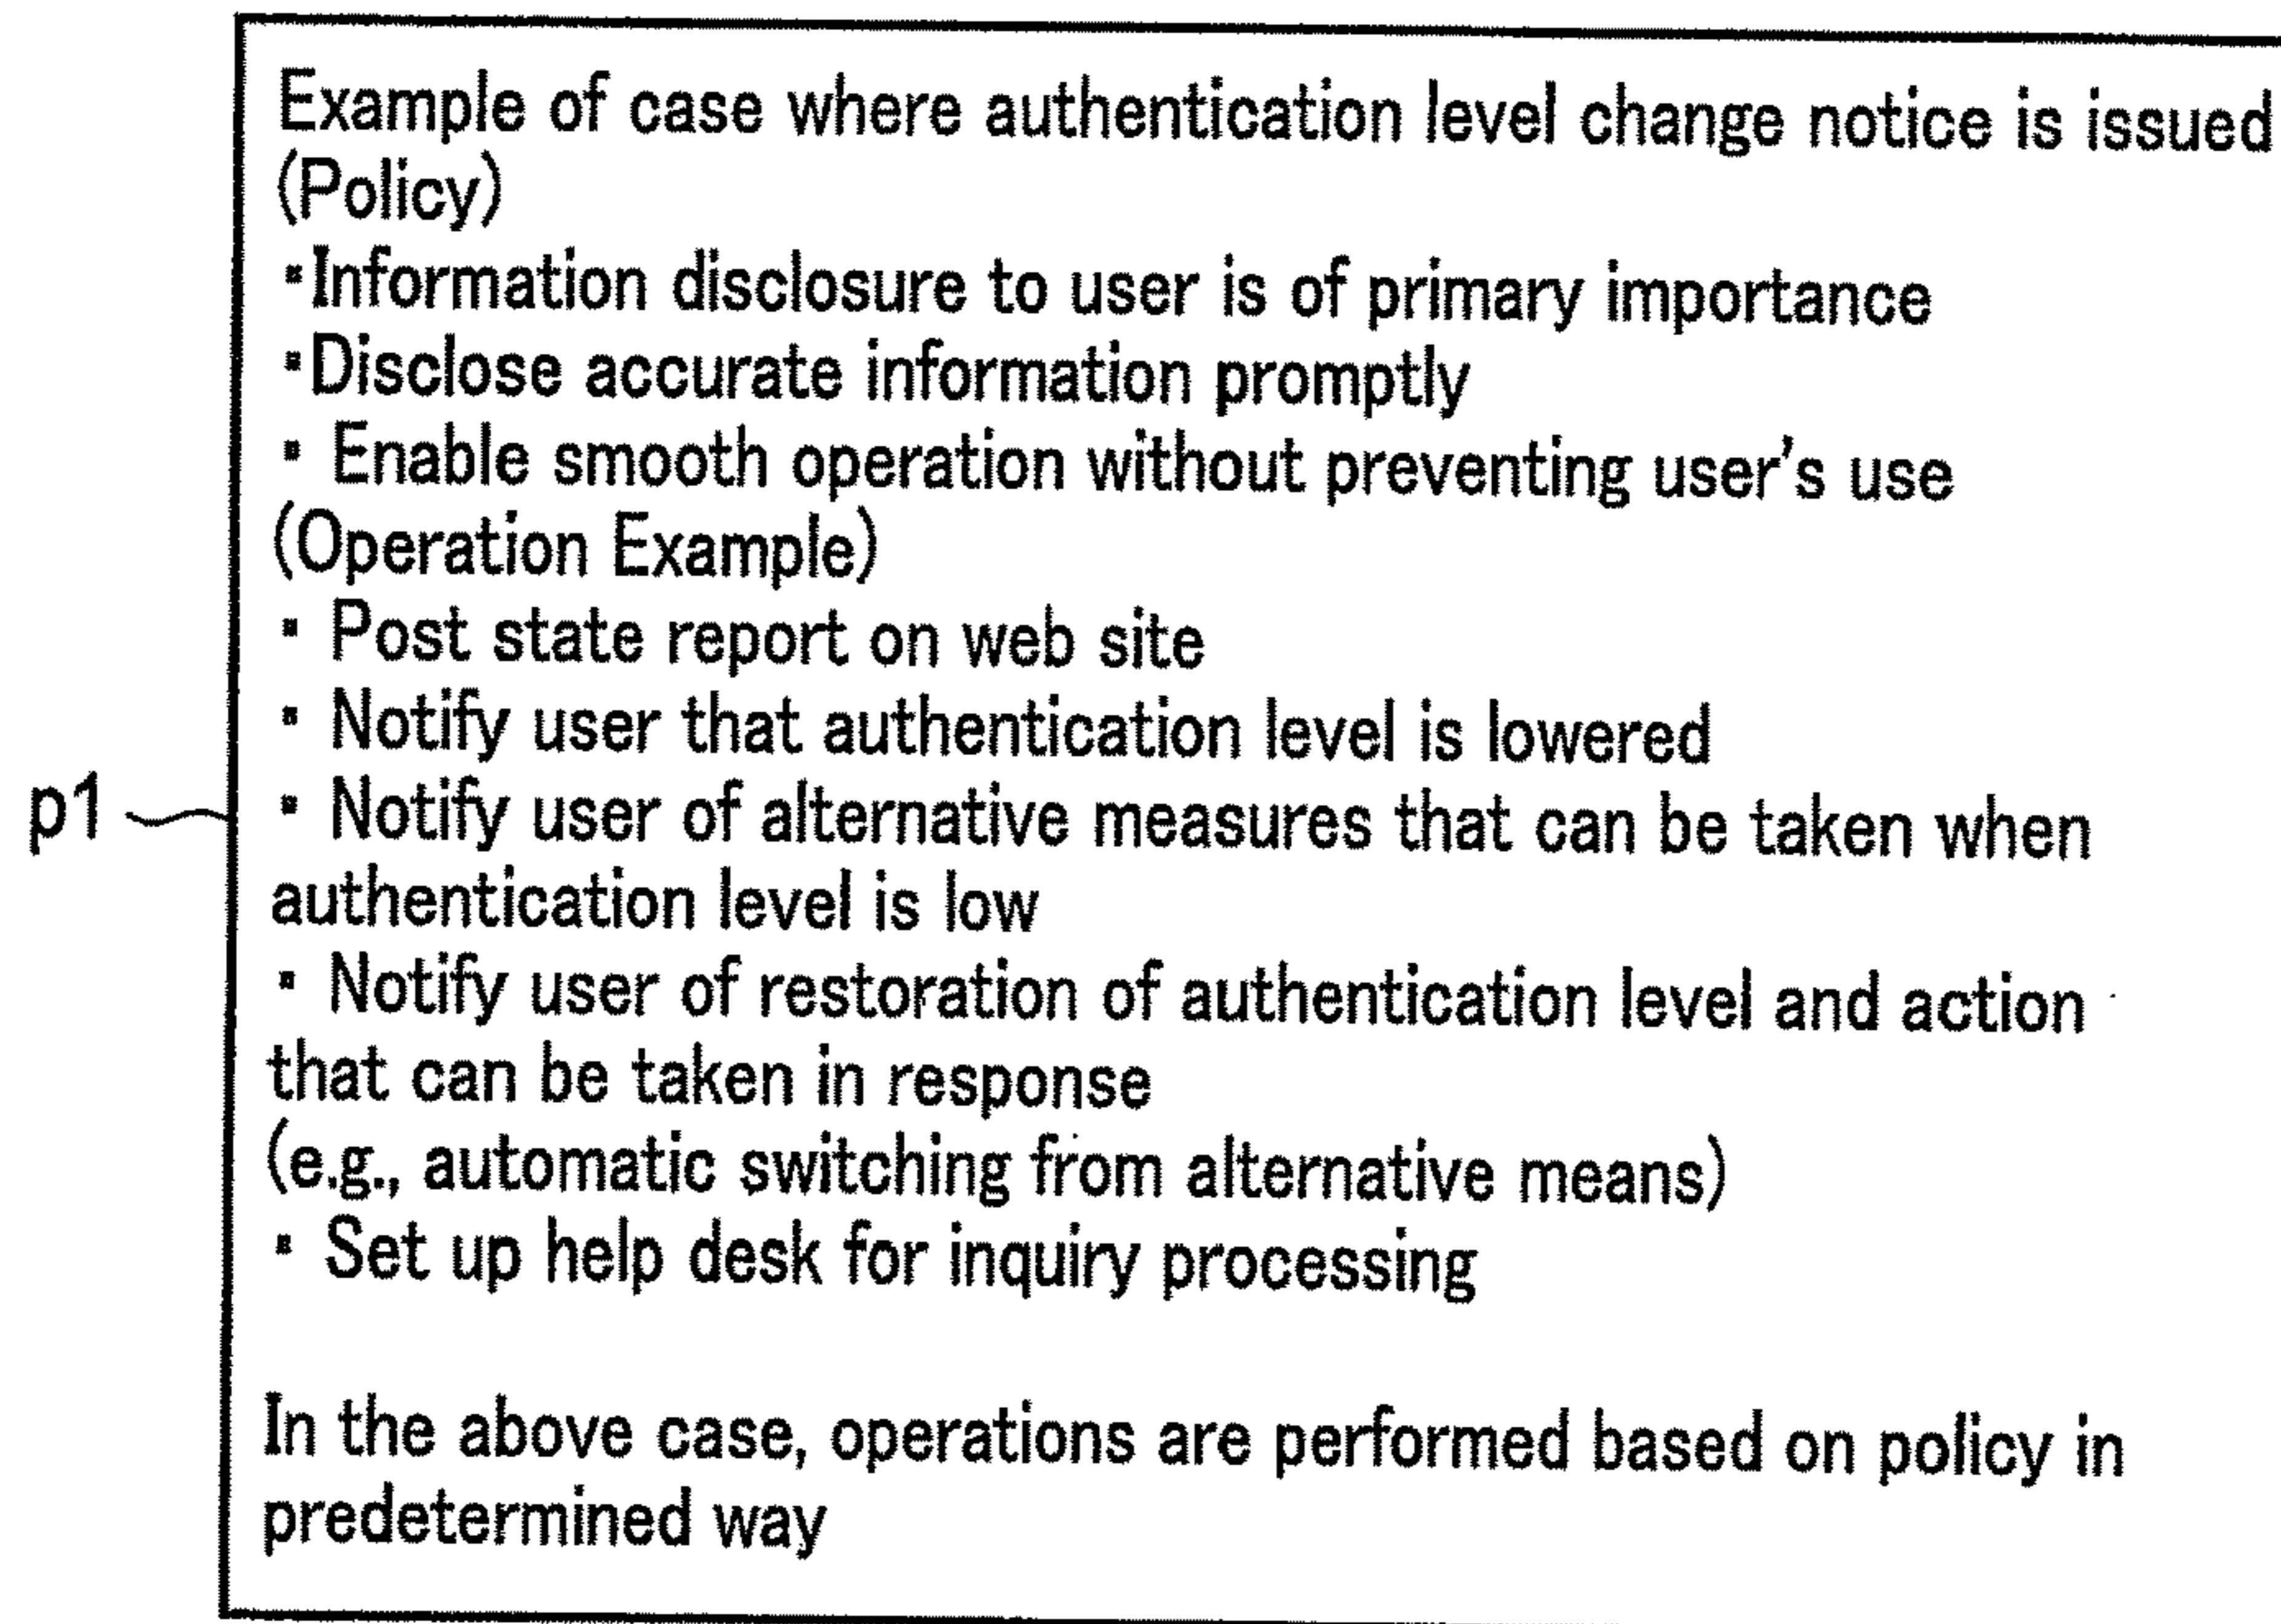 Example of case where authentication level change notice is issued
(Policy)
▪Information disclosure to user is of primary importance
▪Disclose accurate information promptly
▪ Enable smooth operation without preventing user's use
(Operation Example)
▪ Post state report on web site
▪ Notify user that authentication level is lowered
p1
▪ Notify user of alternative measures that can be taken when
authentication level is low
▪ Notify user of restoration of authentication level and action
that can be taken in response
(e.g., automatic switching from alternative means)
▪ Set up help desk for inquiry processing
In the above case, operations are performed based on policy in
predetermined way